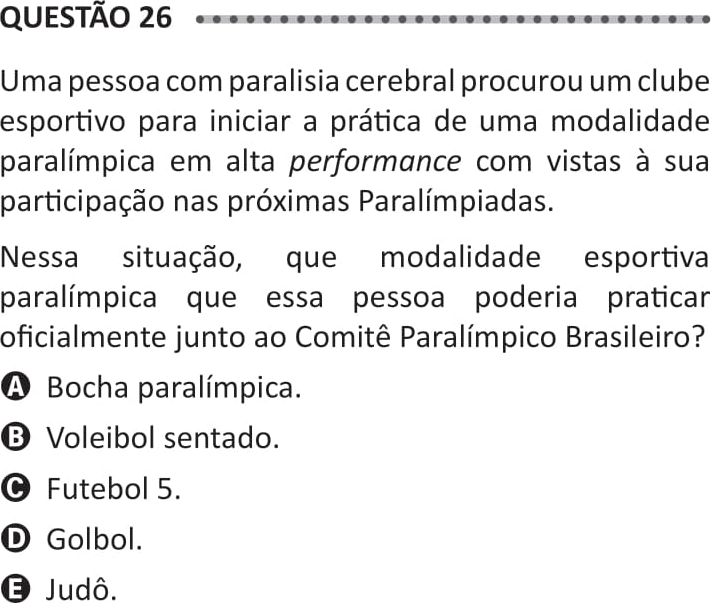 QUESTÃO 26
Uma pessoa com paralisia cerebral procurou um clube
esportivo para iniciar a prática de uma modalidade
paralímpica em alta performance com vistas à sua
participação nas próximas Paralímpiadas.
Nessa situação, que modalidade esportiva
paralímpica que essa pessoa poderia praticar
oficialmente junto ao Comitê Paralímpico Brasileiro?
A Bocha paralímpica.
B Voleibol sentado.
C Futebol 5.
D Golbol.
E Judô.